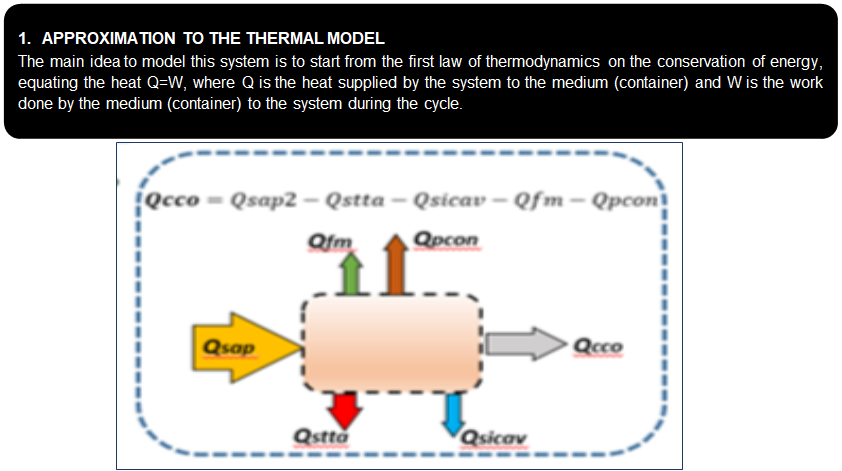 1. APPROXIMATION TO THE THERMAL MODEL
The main idea to model this system is to start from the first law of thermodynamics on the conservation of energy,
equating the heat Q=W, where Q is the heat supplied by the system to the medium (container) and W is the work
done by the medium (container) to the system during the cycle.
Qcco = Qsap2 − Qstta − Qsicav − Qfm − Qpcon
Qfm Qpcon
Qsap Qcco
Qstta Qsicav